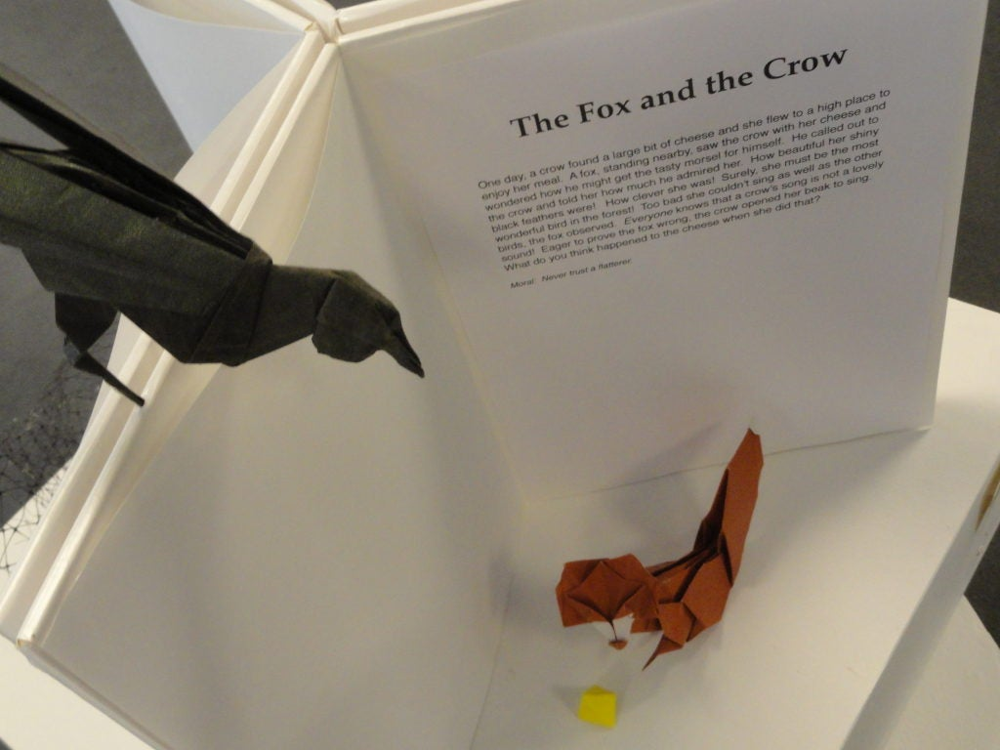 The Fox and the Crow
One day, a crow found a large bit of cheese and she flew to a high place to
enjoy her meal. A fox, standing nearby, saw the crow with her cheese and
wondered how he might get the tasty morsel for himself. He called out to
the crow and told her how much he admired her. How beautiful her shiny
black feathers were! How clever she was! Surely, she must be the most
wonderful bird in the forest! Too bad she couldn't sing as well as the other
birds, the fox observed. Everyone knows that a crow's song is not a lovely
sound! Eager to prove the fox wrong, the crow opened her beak to sing.
What do you think happened to the cheese when she did that?
Moral: Never trust a flatterer.